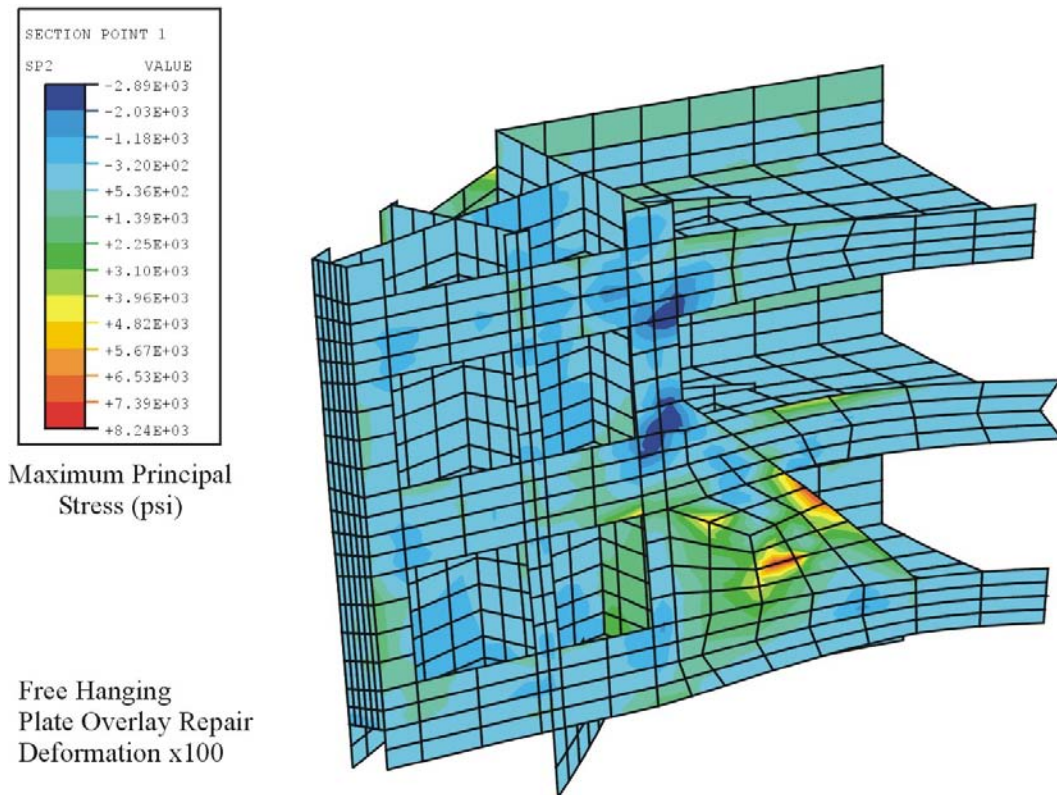 SECTION POINT 1
SP2 VALUE
-2.89E+03
-2.03E+03
-1.18E+03
-3.20E+02
+5.36E+02
+1.39E+03
+2.25E+03
+3.10E+03
+3.96E+03
+4.82E+03
+5.67E+03
+6.53E+03
+7.39E+03
+8.24E+03
Maximum Principal
Stress (psi)
Free Hanging
Plate Overlay Repair
Deformation x100